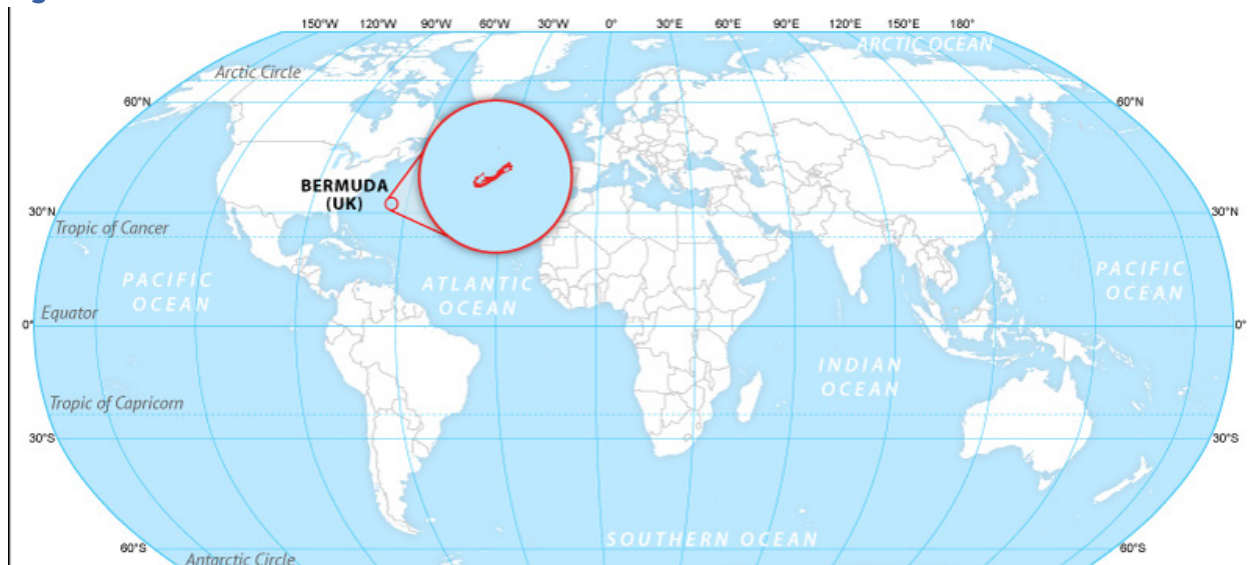 150°W 120°W 90°W 60°W 30°W 0° 30°E 60°E 90°E 120°E 150°E 180°
ARCTIC OCEAN
Arctic Circle
60°N 60°N
BERMUDA
(UK)
30°N 30°N
Tropic of Cancer
PACIFIC
OCEAN
ATLANTIC
OCEAN
PACIFIC
OCEAN
Equator
0° 0°
INDIAN
OCEAN
Tropic of Capricorn
30°S 30°S
SOUTHERN OCEAN
60°S 60°S
Antarctic Circle